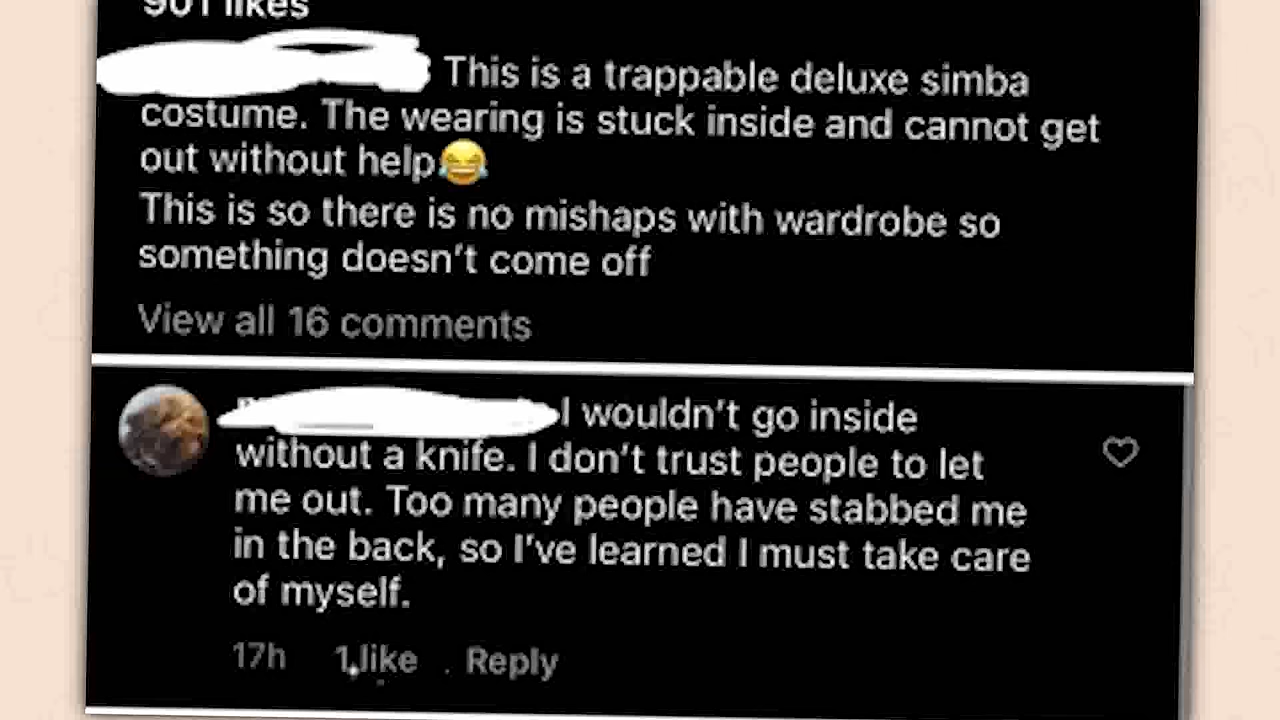 901 likes
This is a trappable deluxe simba
costume. The wearing is stuck inside and cannot get
out without help😂
This is so there is no mishaps with wardrobe so
something doesn't come off
View all 16 comments
I wouldn't go inside
without a knife. I don't trust people to let
me out. Too many people have stabbed me
in the back, so I've learned I must take care
of myself.
17h 1 like . Reply